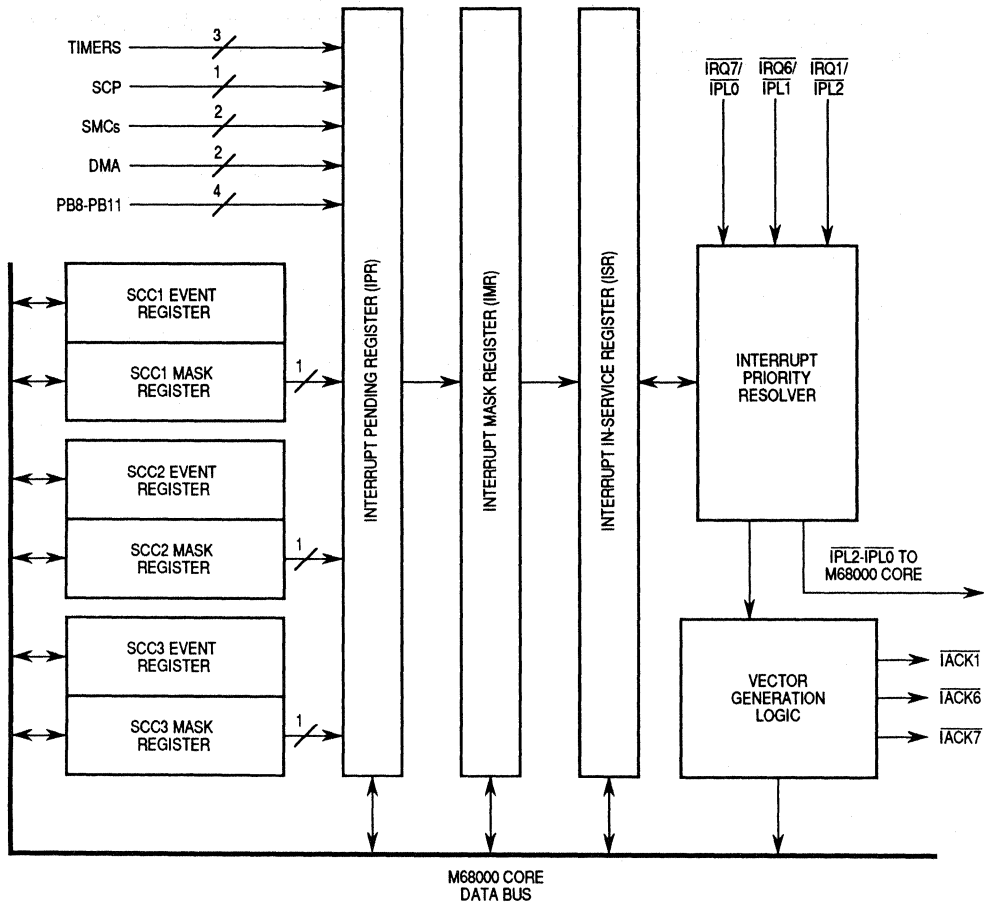 TIMERS
3
SCP
1
SMCs
2
DMA
2
PB8-PB11
4
IRQ7/
IPL0
IRQ6/
IPL1
IRQ1/
IPL2
SCC1 EVENT
REGISTER
SCC1 MASK
REGISTER
1
SCC2 EVENT
REGISTER
SCC2 MASK
REGISTER
1
SCC3 EVENT
REGISTER
SCC3 MASK
REGISTER
1
INTERRUPT PENDING REGISTER (IPR)
INTERRUPT MASK REGISTER (IMR)
INTERRUPT IN-SERVICE REGISTER (ISR)
INTERRUPT
PRIORITY
RESOLVER
IPL2-IPL0 TO
M68000 CORE
VECTOR
GENERATION
LOGIC
IACK1
IACK6
IACK7
M68000 CORE
DATA BUS